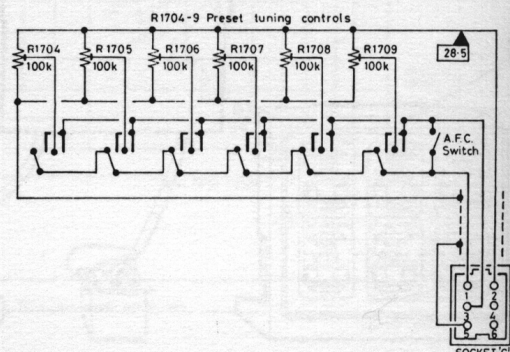 R1704-9 Preset tuning controls
R1704
100k
R1705
100k
R1706
100k
R1707
100k
R1708
100k
R1709
100k
28·5
A.F.C.
Switch
1
2
3
4
5
6
SOCKET'G'